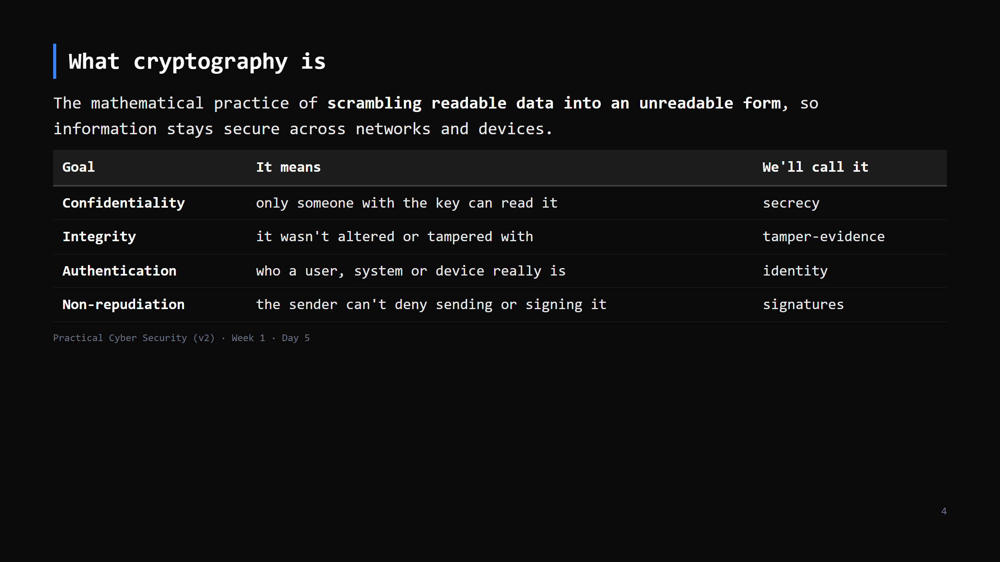 What cryptography is
The mathematical practice of scrambling readable data into an unreadable form, so
information stays secure across networks and devices.
Goal It means We'll call it
Confidentiality only someone with the key can read it secrecy
Integrity it wasn't altered or tampered with tamper-evidence
Authentication who a user, system or device really is identity
Non-repudiation the sender can't deny sending or signing it signatures
Practical Cyber Security (v2) · Week 1 · Day 5
4